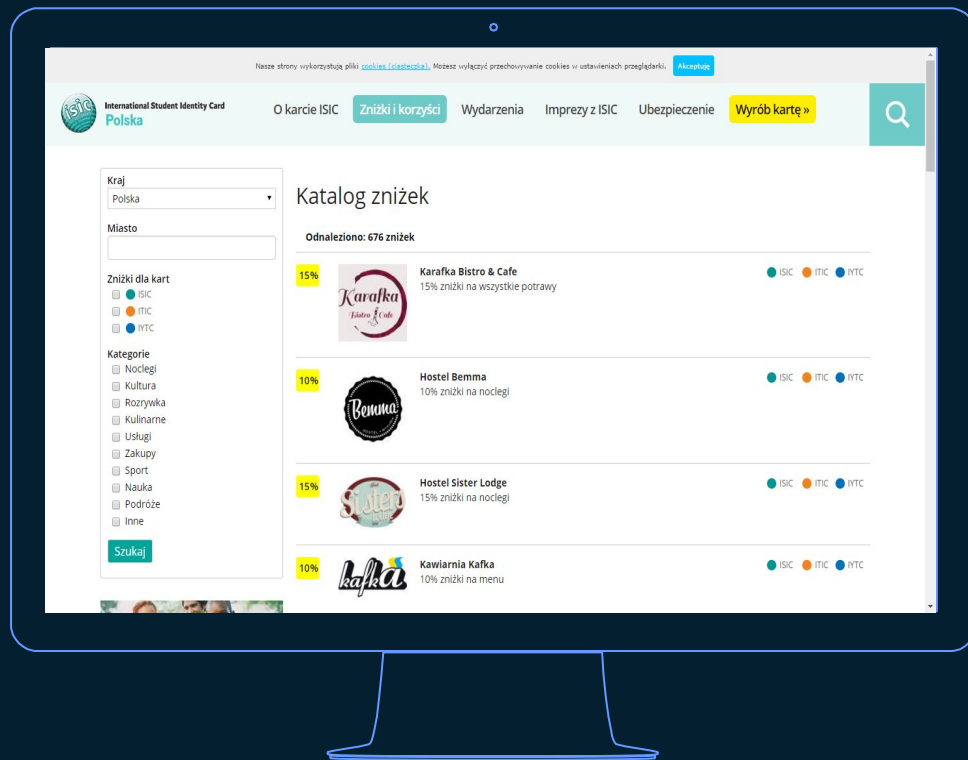 Nasze strony wykorzystują pliki cookies (ciasteczka). Możesz wyłączyć przechowywanie cookies w ustawieniach przeglądarki. Akceptuję
isic
International Student Identity Card
Polska
O karcie ISIC Zniżki i korzyści Wydarzenia Imprezy z ISIC Ubezpieczenie Wyrób kartę »
Kraj
Polska
Miasto
Zniżki dla kart
ISIC
ITIC
IYTC
Kategorie
Noclegi
Kultura
Rozrywka
Kulinarne
Usługi
Zakupy
Sport
Nauka
Podróże
Inne
Szukaj
Katalog zniżek
Odnaleziono: 676 zniżek
15%
Karafka
Bistro & Cafe
Karafka Bistro & Cafe
15% zniżki na wszystkie potrawy
ISIC ITIC IYTC
10%
Bemma
Hostel Bemma
10% zniżki na noclegi
ISIC ITIC IYTC
15%
Sisters
Hostel Sister Lodge
15% zniżki na noclegi
ISIC ITIC IYTC
10%
kafka
Kawiarnia Kafka
10% zniżki na menu
ISIC ITIC IYTC